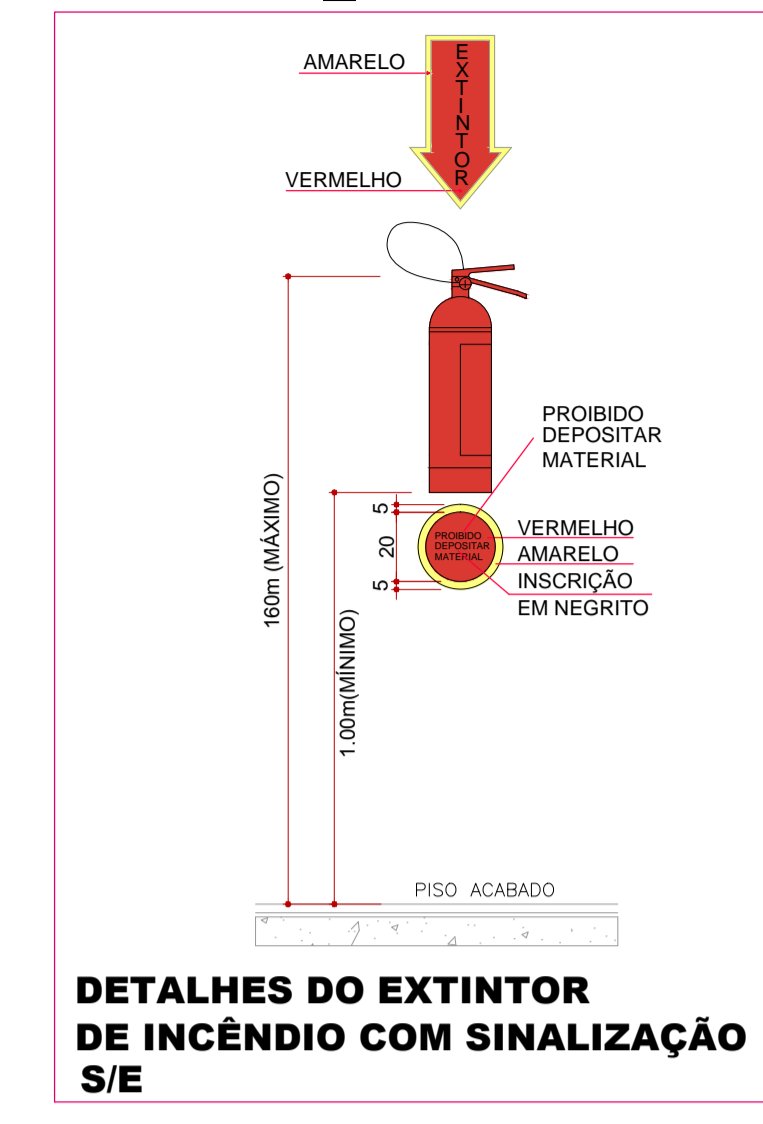 AMARELO
EXTINTOR
VERMELHO
PROIBIDO
DEPOSITAR
MATERIAL
160m (MÁXIMO)
1.00m(MÍNIMO)
5
20
5
PROIBIDO
DEPOSITAR
MATERIAL
VERMELHO
AMARELO
INSCRIÇÃO
EM NEGRITO
PISO ACABADO
DETALHES DO EXTINTOR
DE INCÊNDIO COM SINALIZAÇÃO
S/E